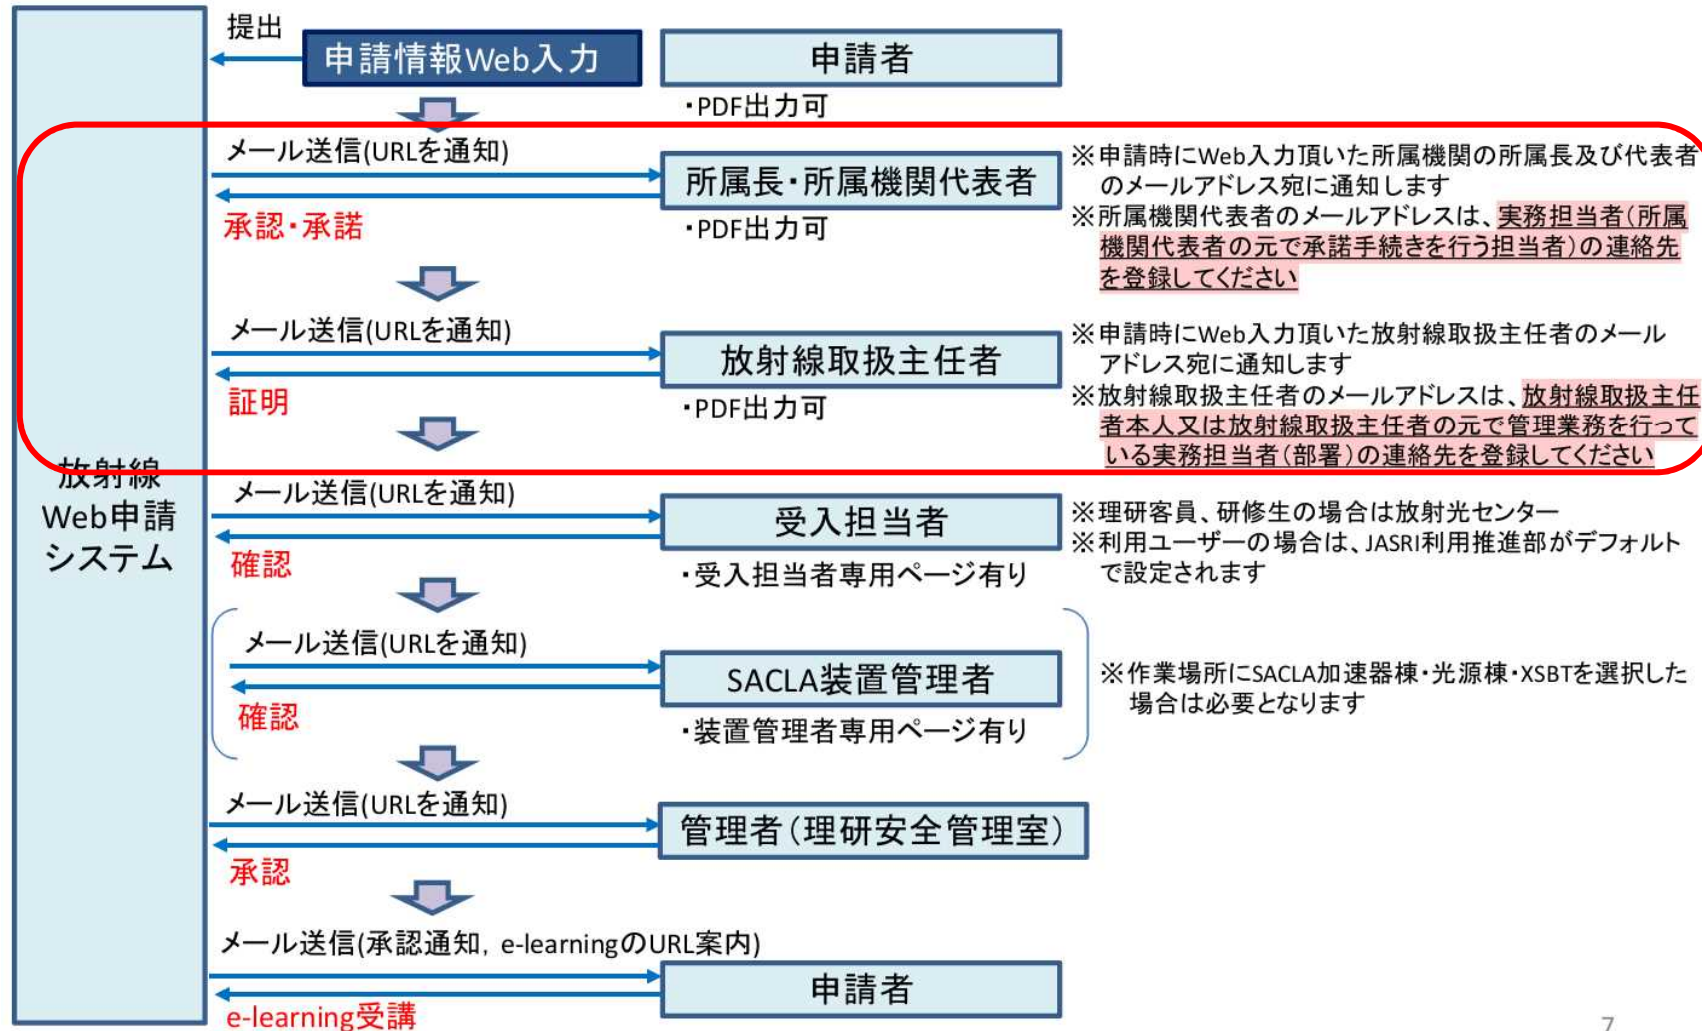 提出
申請情報Web入力
申請者
・PDF出力可
メール送信(URLを通知)
所属長・所属機関代表者
承認・承諾
・PDF出力可
※申請時にWeb入力頂いた所属機関の所属長及び代表者
のメールアドレス宛に通知します
※所属機関代表者のメールアドレスは、実務担当者(所属
機関代表者の元で承諾手続きを行う担当者)の連絡先
を登録してください
メール送信(URLを通知)
放射線取扱主任者
証明
・PDF出力可
※申請時にWeb入力頂いた放射線取扱主任者のメール
アドレス宛に通知します
※放射線取扱主任者のメールアドレスは、放射線取扱主任
者本人又は放射線取扱主任者の元で管理業務を行って
いる実務担当者(部署)の連絡先を登録してください
放射線
Web申請
システム
メール送信(URLを通知)
受入担当者
確認
・受入担当者専用ページ有り
※理研客員、研修生の場合は放射光センター
※利用ユーザーの場合は、JASRI利用推進部がデフォルト
で設定されます
メール送信(URLを通知)
SACLA装置管理者
確認
・装置管理者専用ページ有り
※作業場所にSACLA加速器棟・光源棟・XSBTを選択した
場合は必要となります
メール送信(URLを通知)
管理者(理研安全管理室)
承認
メール送信(承認通知, e-learningのURL案内)
申請者
e-learning受講
7